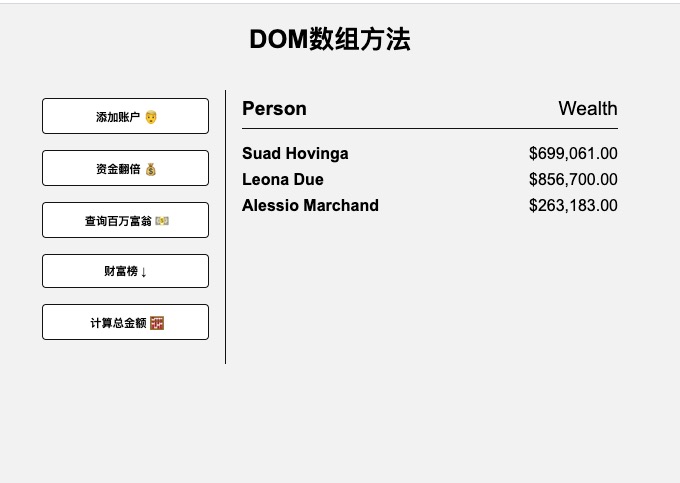 DOM数组方法
添加账户 👨
资金翻倍 💰
查询百万富翁 💵
财富榜 ↓
计算总金额 🧮
Person Wealth
Suad Hovinga $699,061.00
Leona Due $856,700.00
Alessio Marchand $263,183.00